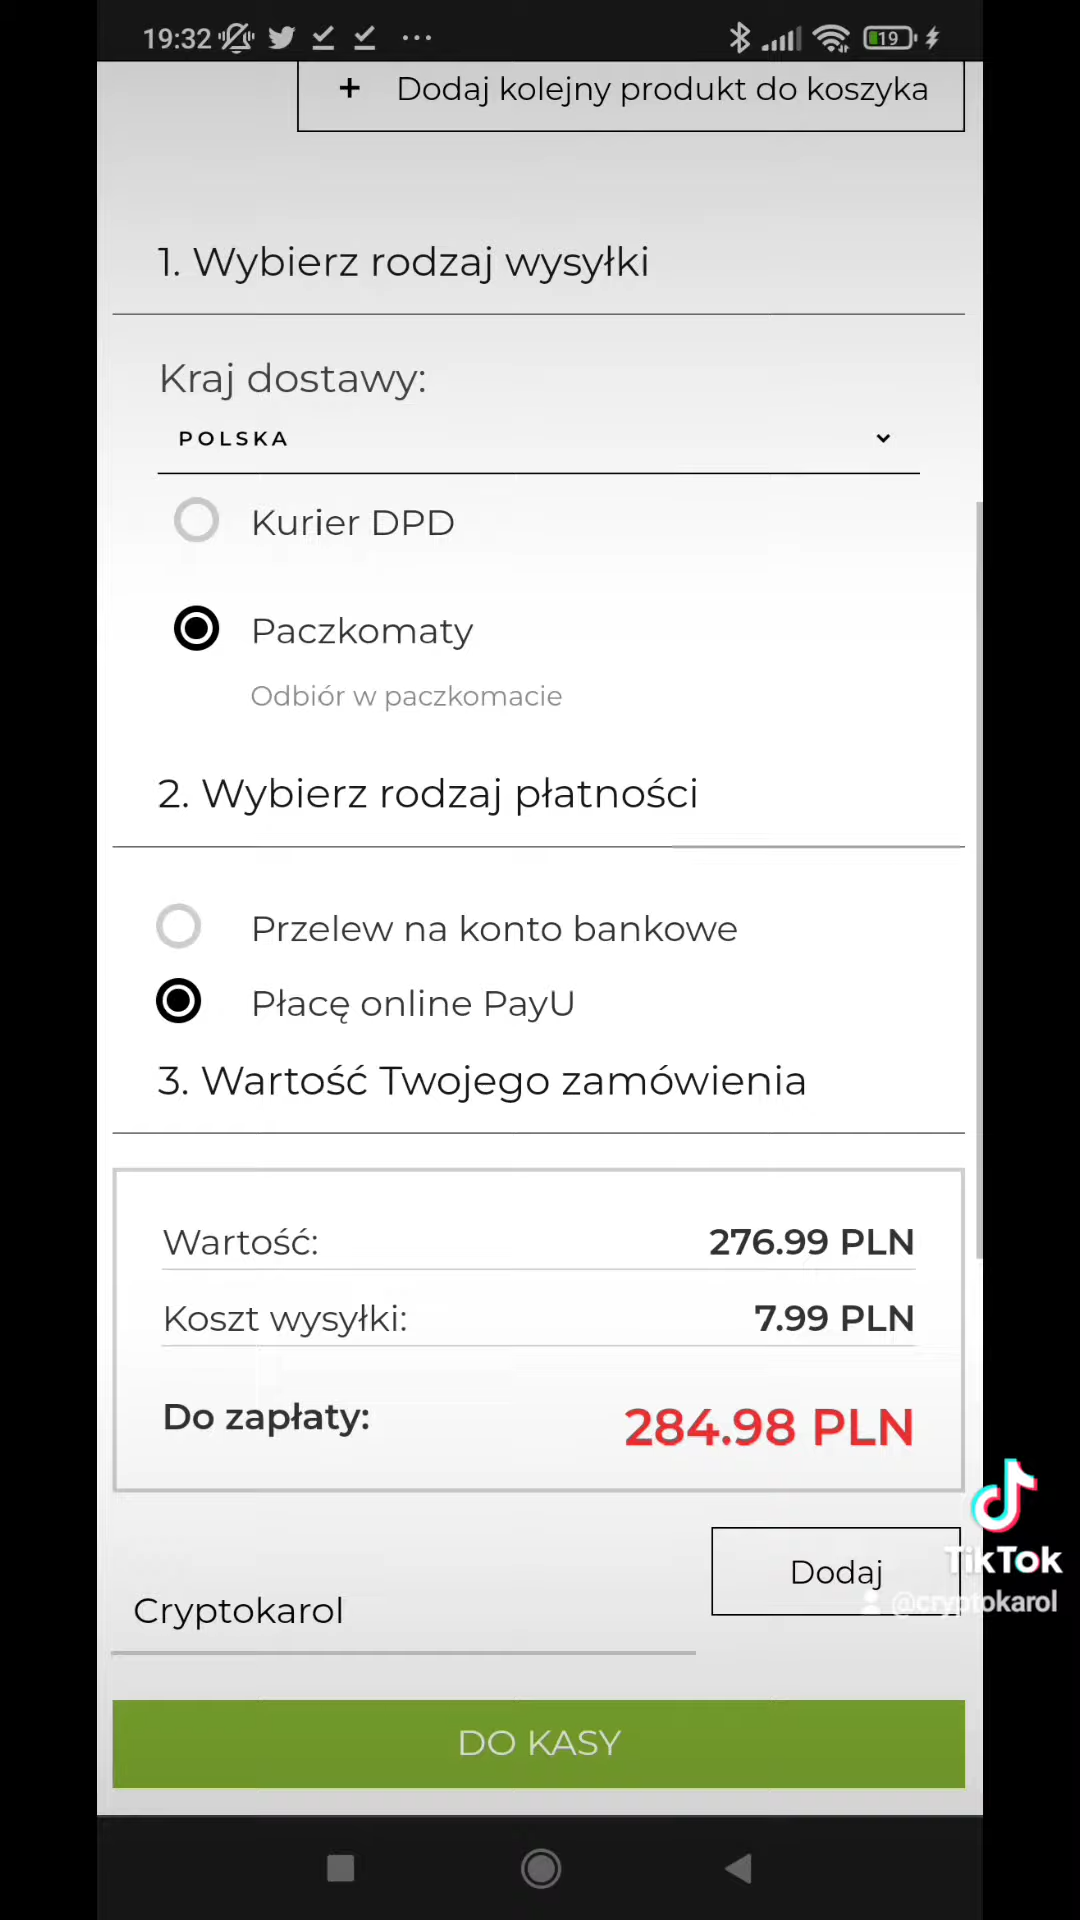 19:32
19
+ Dodaj kolejny produkt do koszyka
1. Wybierz rodzaj wysyłki
Kraj dostawy:
POLSKA
Kurier DPD
Paczkomaty
Odbiór w paczkomacie
2. Wybierz rodzaj płatności
Przelew na konto bankowe
Płacę online PayU
3. Wartość Twojego zamówienia
Wartość: 276.99 PLN
Koszt wysyłki: 7.99 PLN
Do zapłaty: 284.98 PLN
Dodaj
TikTok
@cryptokarol
Cryptokarol
DO KASY